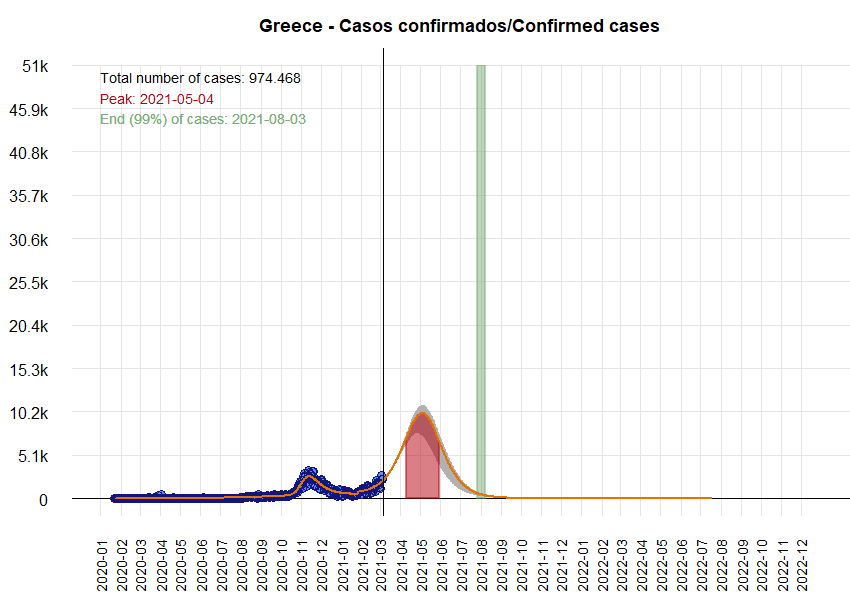 Greece - Casos confirmados/Confirmed cases
51k
45.9k
40.8k
35.7k
30.6k
25.5k
20.4k
15.3k
10.2k
5.1k
0
Total number of cases: 974.468
Peak: 2021-05-04
End (99%) of cases: 2021-08-03
2020-01
2020-02
2020-03
2020-04
2020-05
2020-06
2020-07
2020-08
2020-09
2020-10
2020-11
2020-12
2021-01
2021-02
2021-03
2021-04
2021-05
2021-06
2021-07
2021-08
2021-09
2021-10
2021-11
2021-12
2022-01
2022-02
2022-03
2022-04
2022-05
2022-06
2022-07
2022-08
2022-09
2022-10
2022-11
2022-12